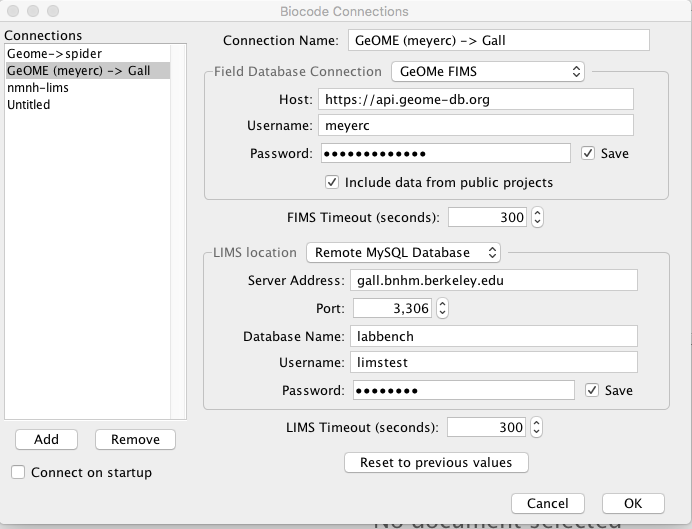 Biocode Connections
Connections
Geome->spider
GeOME (meyerc) -> Gall
nmnh-lims
Untitled
Add
Remove
Connect on startup
Connection Name: GeOME (meyerc) -> Gall
Field Database Connection GeOMe FIMS
Host: https://api.geome-db.org
Username: meyerc
Password: ●●●●●●●●●●●●● Save
Include data from public projects
FIMS Timeout (seconds): 300
LIMS location Remote MySQL Database
Server Address: gall.bnhm.berkeley.edu
Port: 3,306
Database Name: labbench
Username: limstest
Password: ●●●●●●●● Save
LIMS Timeout (seconds): 300
Reset to previous values
Cancel
OK
No document selected